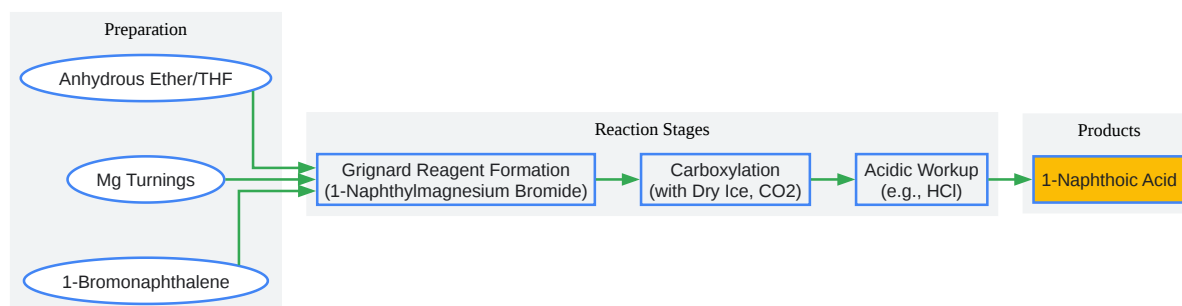 Preparation
Anhydrous Ether/THF
Mg Turnings
1-Bromonaphthalene
Reaction Stages
Grignard Reagent Formation
(1-Naphthylmagnesium Bromide)
Carboxylation
(with Dry Ice, CO2)
Acidic Workup
(e.g., HCl)
Products
1-Naphthoic Acid